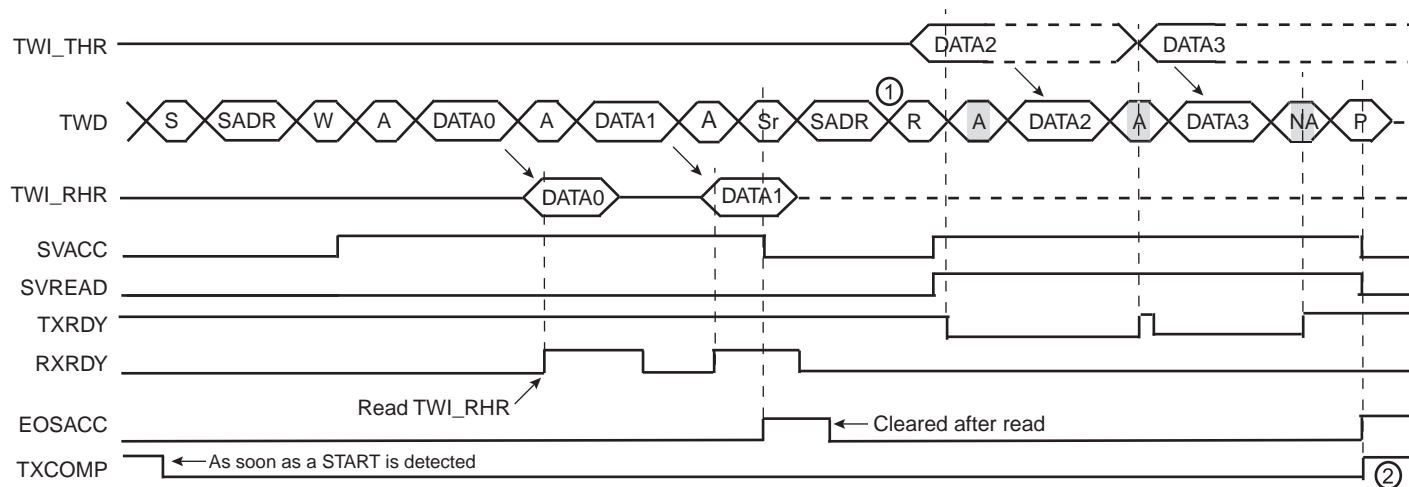 TWI_THR DATA2 DATA3
①
TWD S SADR W A DATA0 A DATA1 A Sr SADR R A DATA2 A DATA3 NA P
TWI_RHR DATA0 DATA1
SVACC
SVREAD
TXRDY
RXRDY
Read TWI_RHR
EOSACC Cleared after read
TXCOMP As soon as a START is detected ②